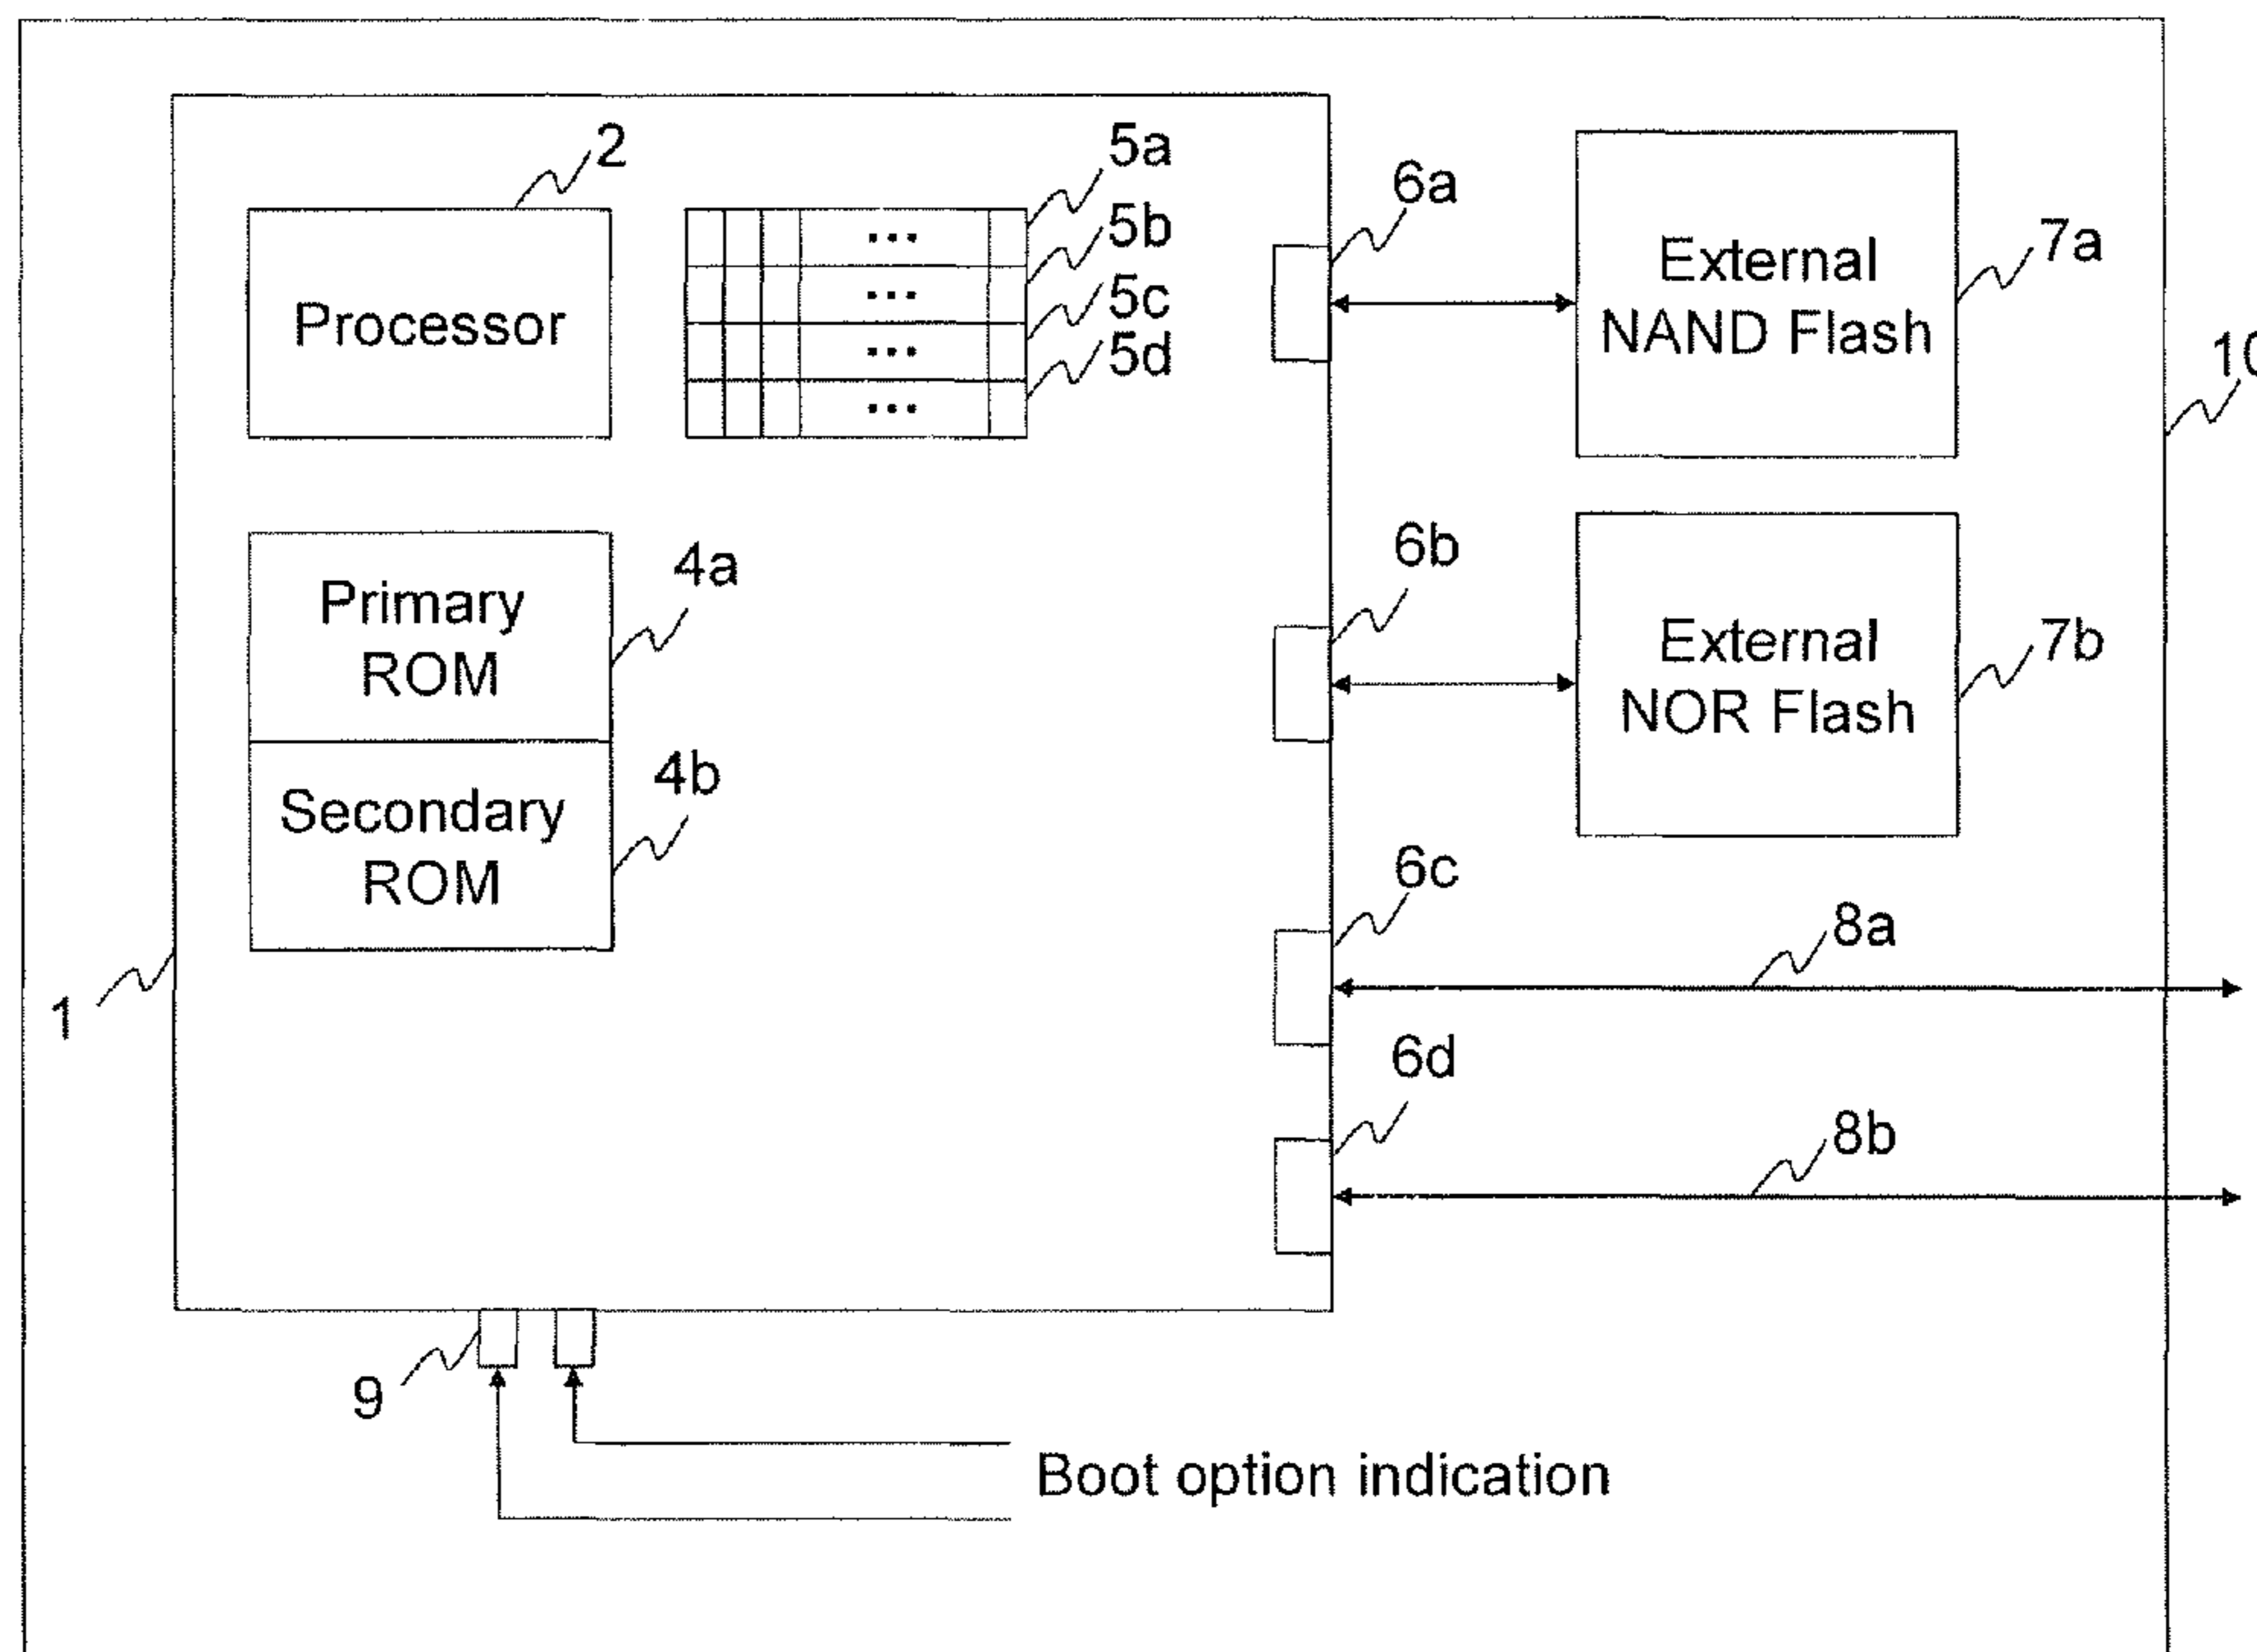 2
5a
5b
5c
5d
6a
7a
10
Processor
External
NAND Flash
Primary
ROM
4a
Secondary
ROM
4b
6b
External
NOR Flash
7b
6c
8a
1
6d
8b
9
Boot option indication